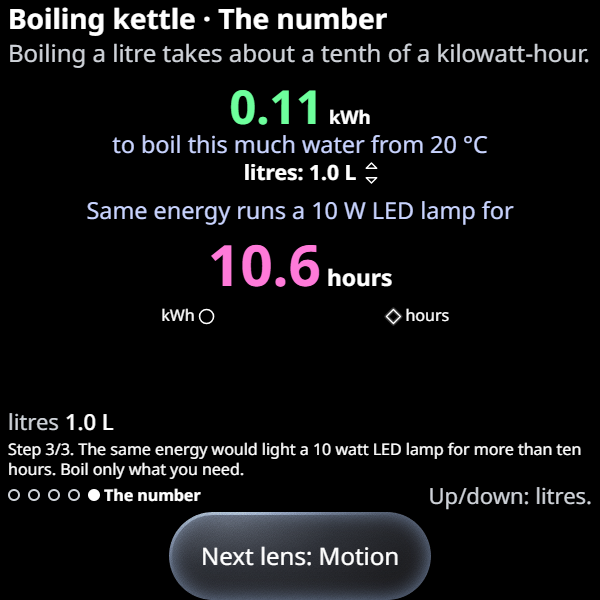 Boiling kettle · The number
Boiling a litre takes about a tenth of a kilowatt-hour.
0.11 kWh
to boil this much water from 20 °C
litres: 1.0 L
Same energy runs a 10 W LED lamp for
10.6 hours
kWh
hours
litres 1.0 L
Step 3/3. The same energy would light a 10 watt LED lamp for more than ten
hours. Boil only what you need.
The number
Up/down: litres.
Next lens: Motion